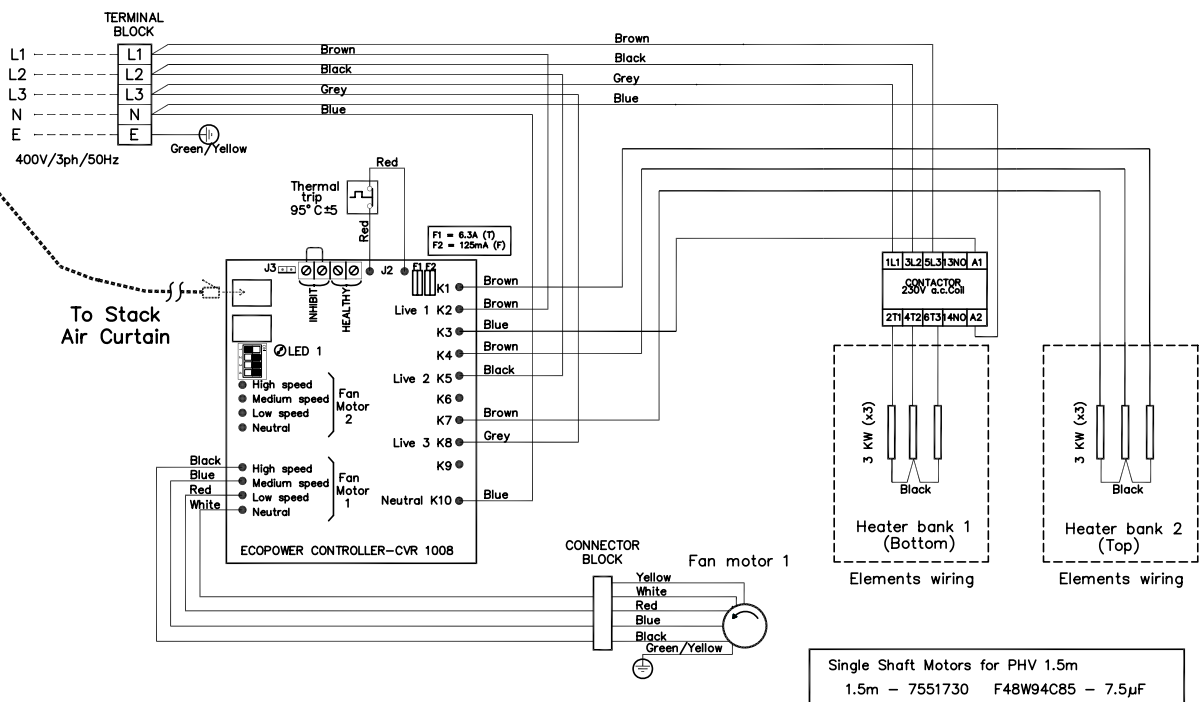 TERMINAL
BLOCK
L1 L1
L2 L2
L3 L3
N N
E E
400V/3ph/50Hz
Green/Yellow
Brown
Black
Grey
Blue
Brown
Black
Grey
Blue
Red
Thermal
trip
95°C±5
Red
F1 = 6.3A (T)
F2 = 125mA (F)
J3
J2
F1 F2
INHIBIT
HEALTHY
To Stack
Air Curtain
LED 1
High speed
Medium speed
Low speed
Neutral
Fan
Motor
2
High speed
Medium speed
Low speed
Neutral
Fan
Motor
1
Black
Blue
Red
White
K1 Brown
Live 1 K2 Brown
K3 Blue
K4 Brown
Live 2 K5 Black
K6
K7 Brown
Live 3 K8 Grey
K9
Neutral K10 Blue
ECOPOWER CONTROLLER-CVR 1008
1L1 3L2 5L3 13NO A1
CONTACTOR
230V a.c.Coil
2T1 4T2 6T3 14NO A2
3 KW (x3)
Black
Heater bank 1
(Bottom)
Elements wiring
3 KW (x3)
Black
Heater bank 2
(Top)
Elements wiring
CONNECTOR
BLOCK
Fan motor 1
Yellow
White
Red
Blue
Black
Green/Yellow
Single Shaft Motors for PHV 1.5m
1.5m - 7551730 F48W94C85 - 7.5µF